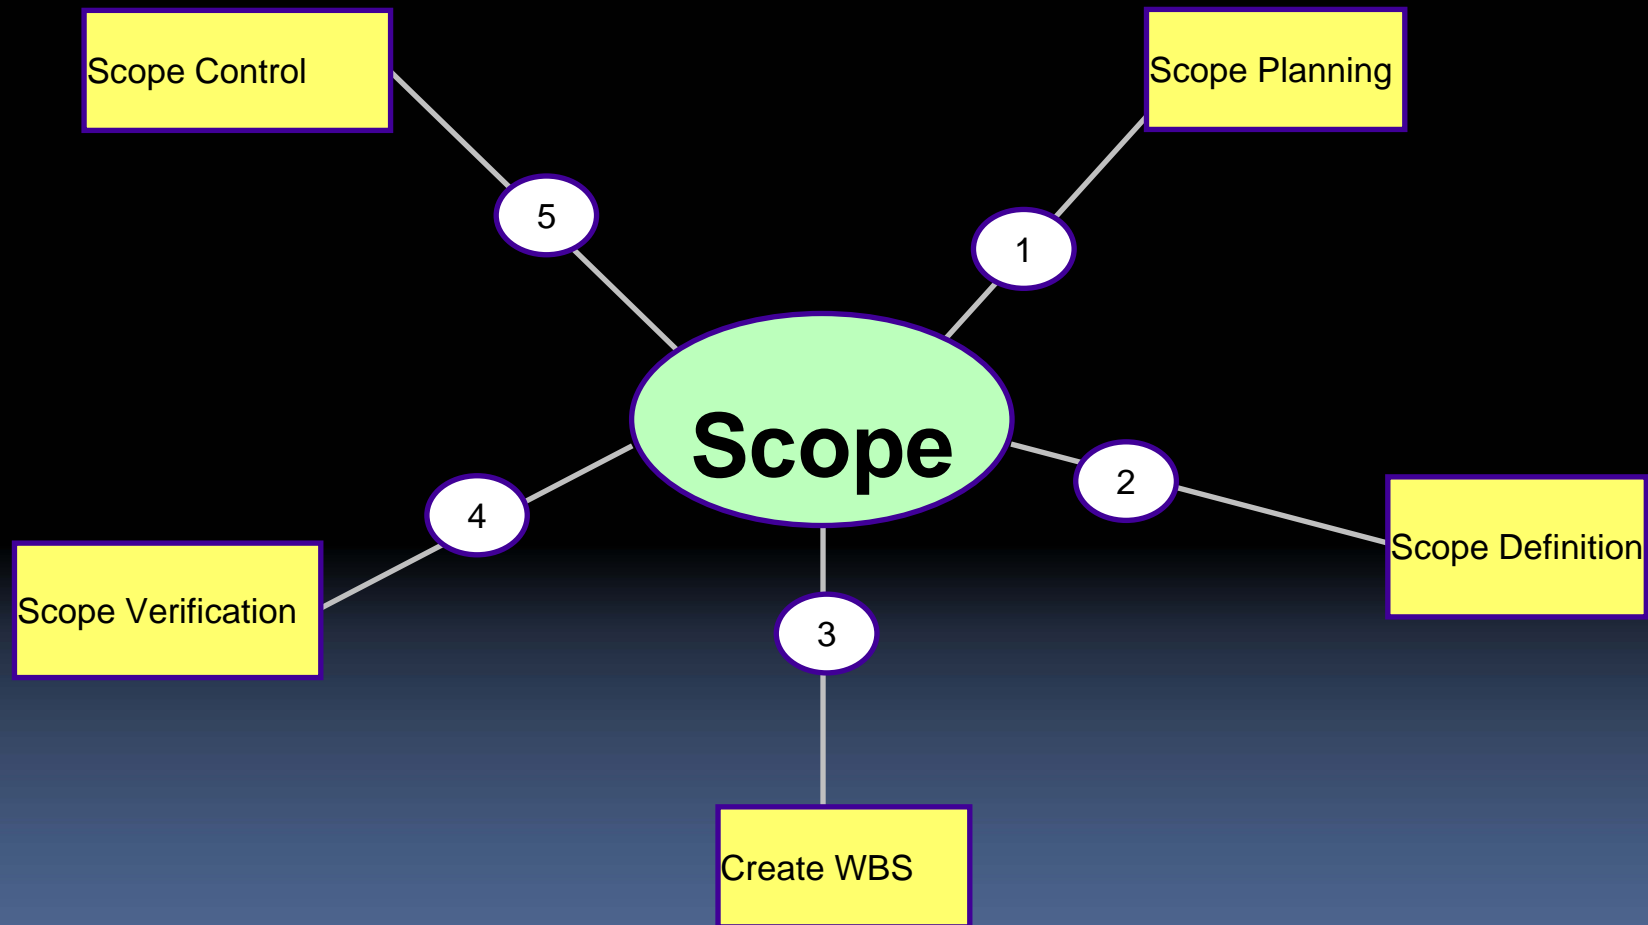 Scope Control
Scope Planning
5
1
Scope
2
4
Scope Definition
Scope Verification
3
Create WBS